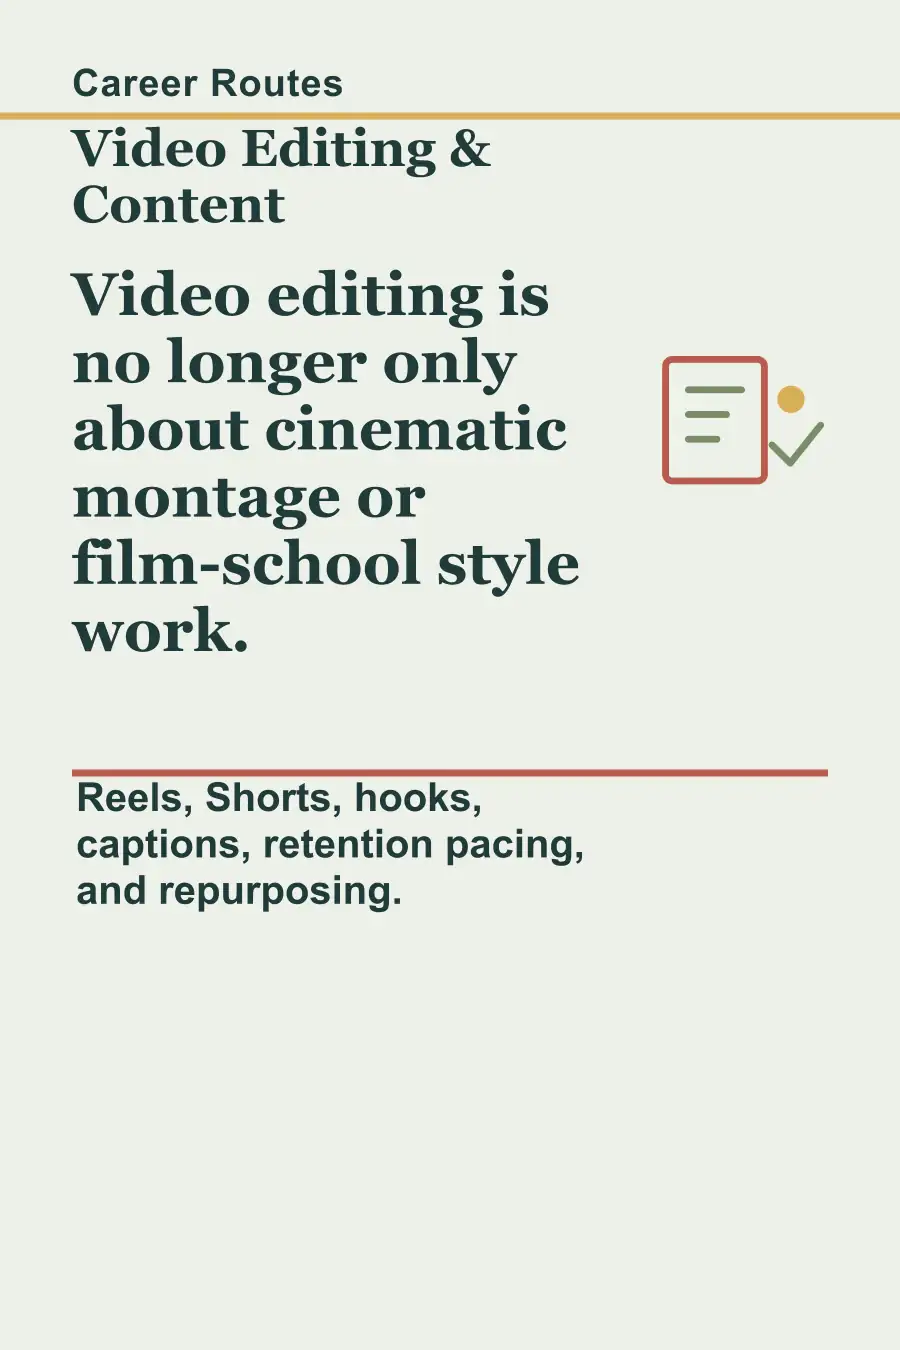 Career Routes
Video Editing &
Content
Video editing is
no longer only
about cinematic
montage or
film-school style
work.
Reels, Shorts, hooks,
captions, retention pacing,
and repurposing.